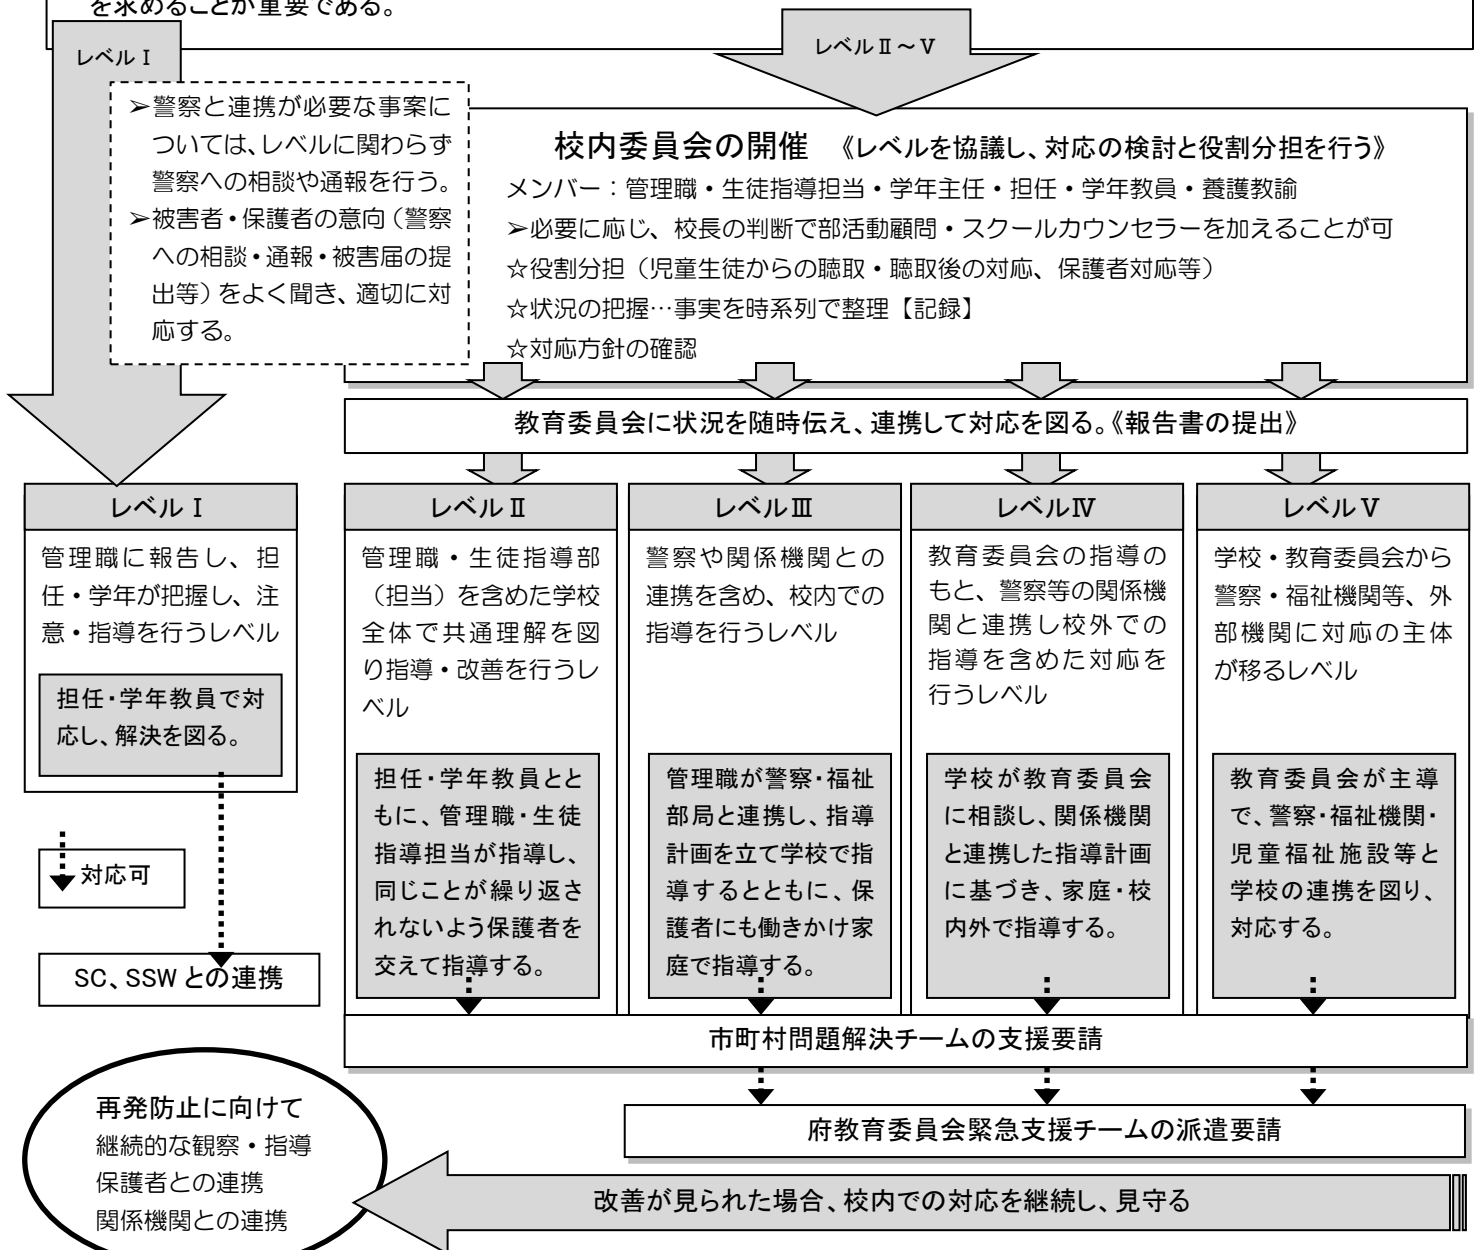 を求めることが重要である。
レベルⅠ
レベルⅡ～Ⅴ
➢警察と連携が必要な事案に
ついては、レベルに関わらず
警察への相談や通報を行う。
➢被害者・保護者の意向（警察
への相談・通報・被害届の提
出等）をよく聞き、適切に対
応する。
校内委員会の開催　《レベルを協議し、対応の検討と役割分担を行う》
メンバー：管理職・生徒指導担当・学年主任・担任・学年教員・養護教諭
➢必要に応じ、校長の判断で部活動顧問・スクールカウンセラーを加えることが可
☆役割分担（児童生徒からの聴取・聴取後の対応、保護者対応等）
☆状況の把握…事実を時系列で整理【記録】
☆対応方針の確認
教育委員会に状況を随時伝え、連携して対応を図る。《報告書の提出》
レベルⅠ
管理職に報告し、担
任・学年が把握し、注
意・指導を行うレベル
担任・学年教員で対
応し、解決を図る。
レベルⅡ
管理職・生徒指導部
（担当）を含めた学校
全体で共通理解を図
り指導・改善を行うレ
ベル
担任・学年教員とと
もに、管理職・生徒
指導担当が指導し、
同じことが繰り返さ
れないよう保護者を
交えて指導する。
レベルⅢ
警察や関係機関との
連携を含め、校内での
指導を行うレベル
管理職が警察・福祉
部局と連携し、指導
計画を立て学校で指
導するとともに、保
護者にも働きかけ家
庭で指導する。
レベルⅣ
教育委員会の指導の
もと、警察等の関係機
関と連携し校外での
指導を含めた対応を
行うレベル
学校が教育委員会
に相談し、関係機関
と連携した指導計画
に基づき、家庭・校
内外で指導する。
レベルⅤ
学校・教育委員会から
警察・福祉機関等、外
部機関に対応の主体
が移るレベル
教育委員会が主導
で、警察・福祉機関・
児童福祉施設等と
学校の連携を図り、
対応する。
対応可
SC、SSWとの連携
市町村問題解決チームの支援要請
府教育委員会緊急支援チームの派遣要請
再発防止に向けて
継続的な観察・指導
保護者との連携
関係機関との連携
改善が見られた場合、校内での対応を継続し、見守る